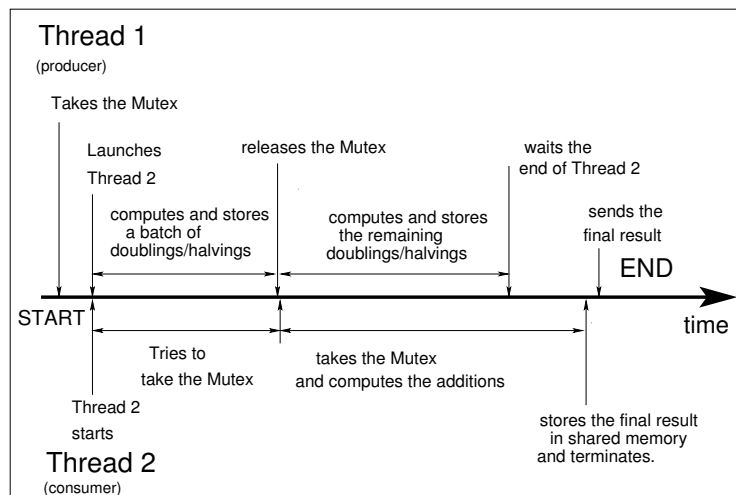 Thread 1
(producer)
Takes the Mutex
Launches
Thread 2
releases the Mutex
waits the
end of Thread 2
computes and stores
a batch of
doublings/halvings
computes and stores
the remaining
doublings/halvings
sends the
final result
END
START
time
Tries to
take the Mutex
takes the Mutex
and computes the additions
Thread 2
starts
stores the final result
in shared memory
and terminates.
Thread 2
(consumer)